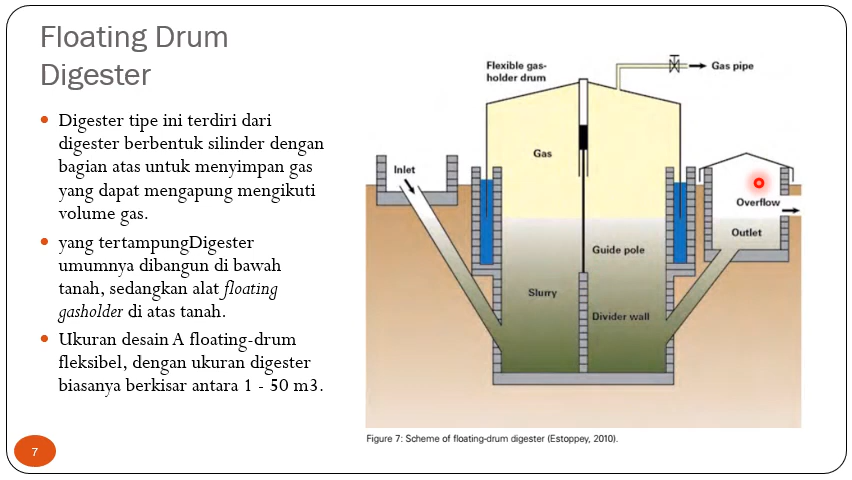 Floating Drum
Digester
Digester tipe ini terdiri dari
digester berbentuk silinder dengan
bagian atas untuk menyimpan gas
yang dapat mengapung mengikuti
volume gas.
yang tertampungDigester
umumnya dibangun di bawah
tanah, sedangkan alat floating
gasholder di atas tanah.
Ukuran desain A floating-drum
fleksibel, dengan ukuran digester
biasanya berkisar antara 1 - 50 m3.
7
Flexible gas-
holder drum
Gas pipe
Gas
Inlet
Overflow
Outlet
Guide pole
Slurry
Divider wall
Figure 7: Scheme of floating-drum digester (Estoppey, 2010).